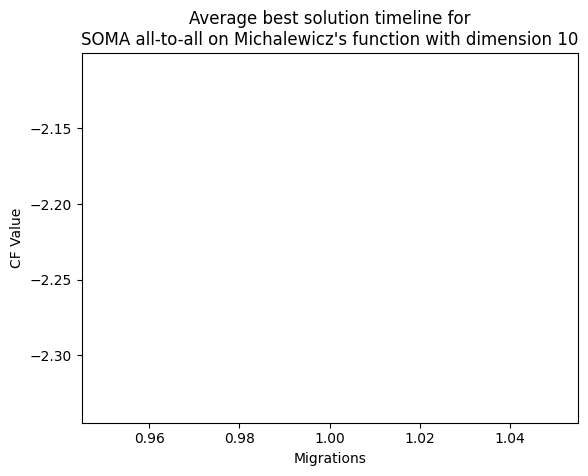 Average best solution timeline for
SOMA all-to-all on Michalewicz's function with dimension 10
CF Value
−2.15
−2.20
−2.25
−2.30
0.96 0.98 1.00 1.02 1.04
Migrations